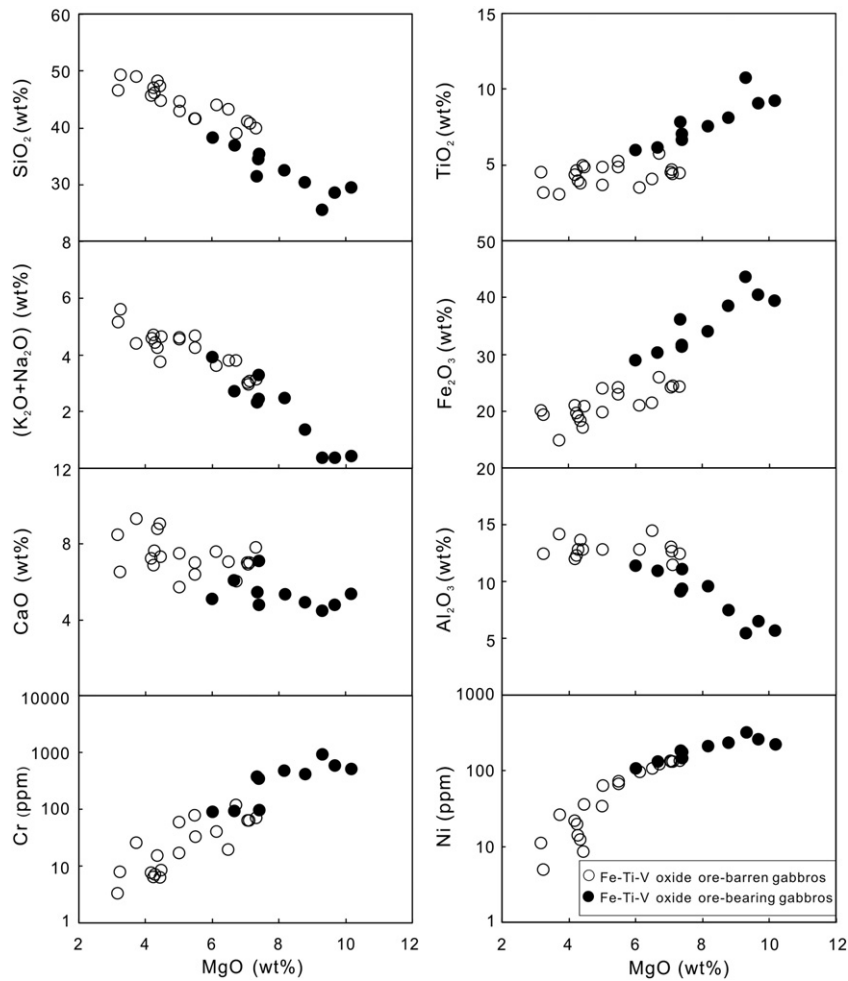 60
50
40
30
8
SiO₂ (wt%)
15
10
5
50
TiO₂ (wt%)
6
4
2
12
(K₂O+Na₂O) (wt%)
40
30
20
20
Fe₂O₃ (wt%)
8
4
10000
CaO (wt%)
15
10
5
1000
Al₂O₃ (wt%)
1000
100
10
1
Cr (ppm)
100
10
1
Ni (ppm)
Fe-Ti-V oxide ore-barren gabbros
Fe-Ti-V oxide ore-bearing gabbros
2 4 6 8 10 12
MgO (wt%)
2 4 6 8 10 12
MgO (wt%)